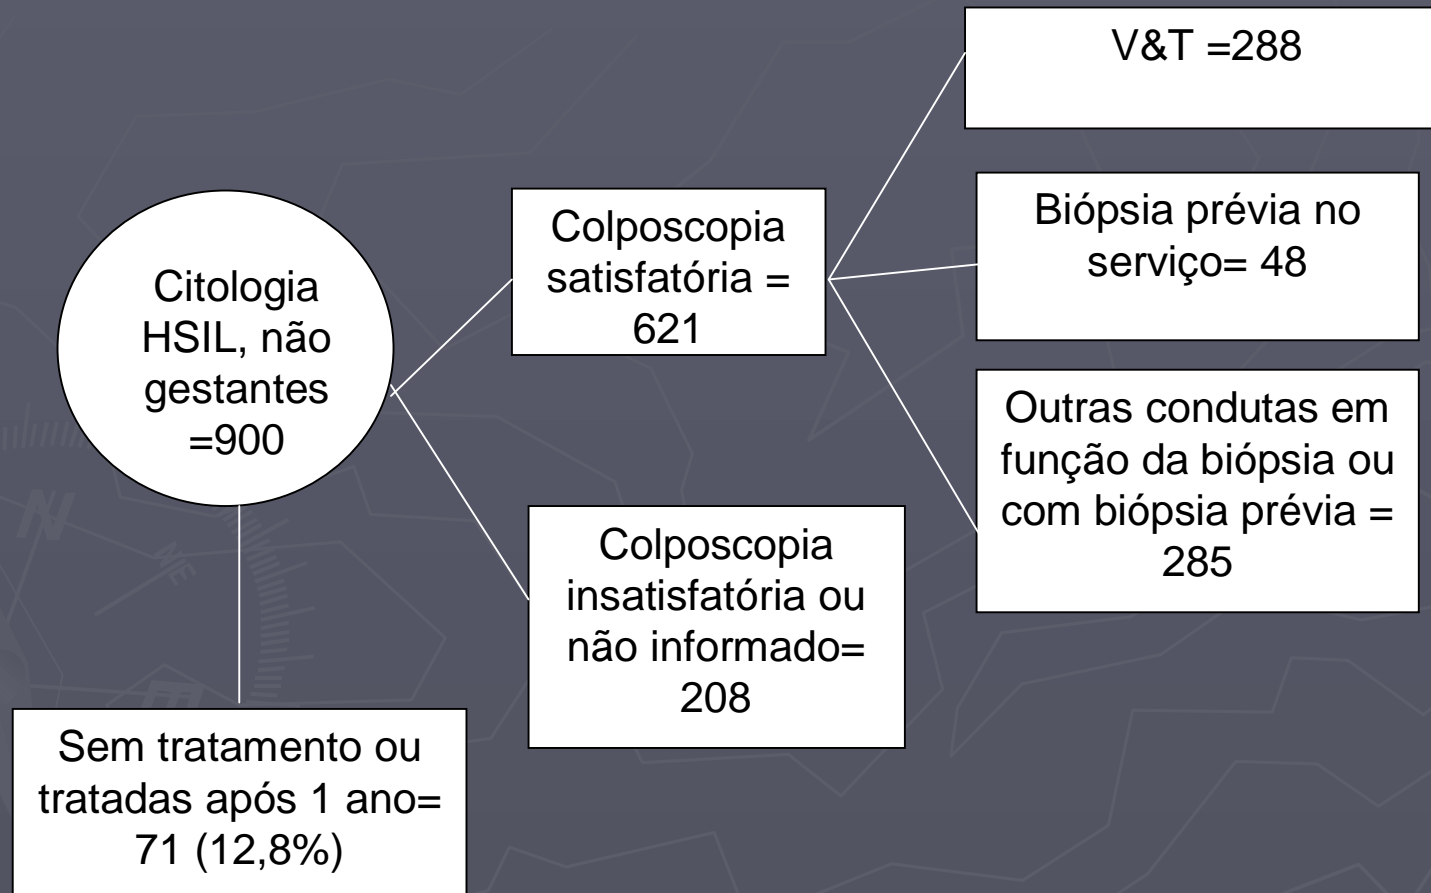 Citologia
HSIL, não
gestantes
=900
Colposcopia
satisfatória =
621
V&T =288
Biópsia prévia no
serviço= 48
Outras condutas em
função da biópsia ou
com biópsia prévia =
285
Colposcopia
insatisfatória ou
não informado=
208
Sem tratamento ou
tratadas após 1 ano=
71 (12,8%)
N
NE
E